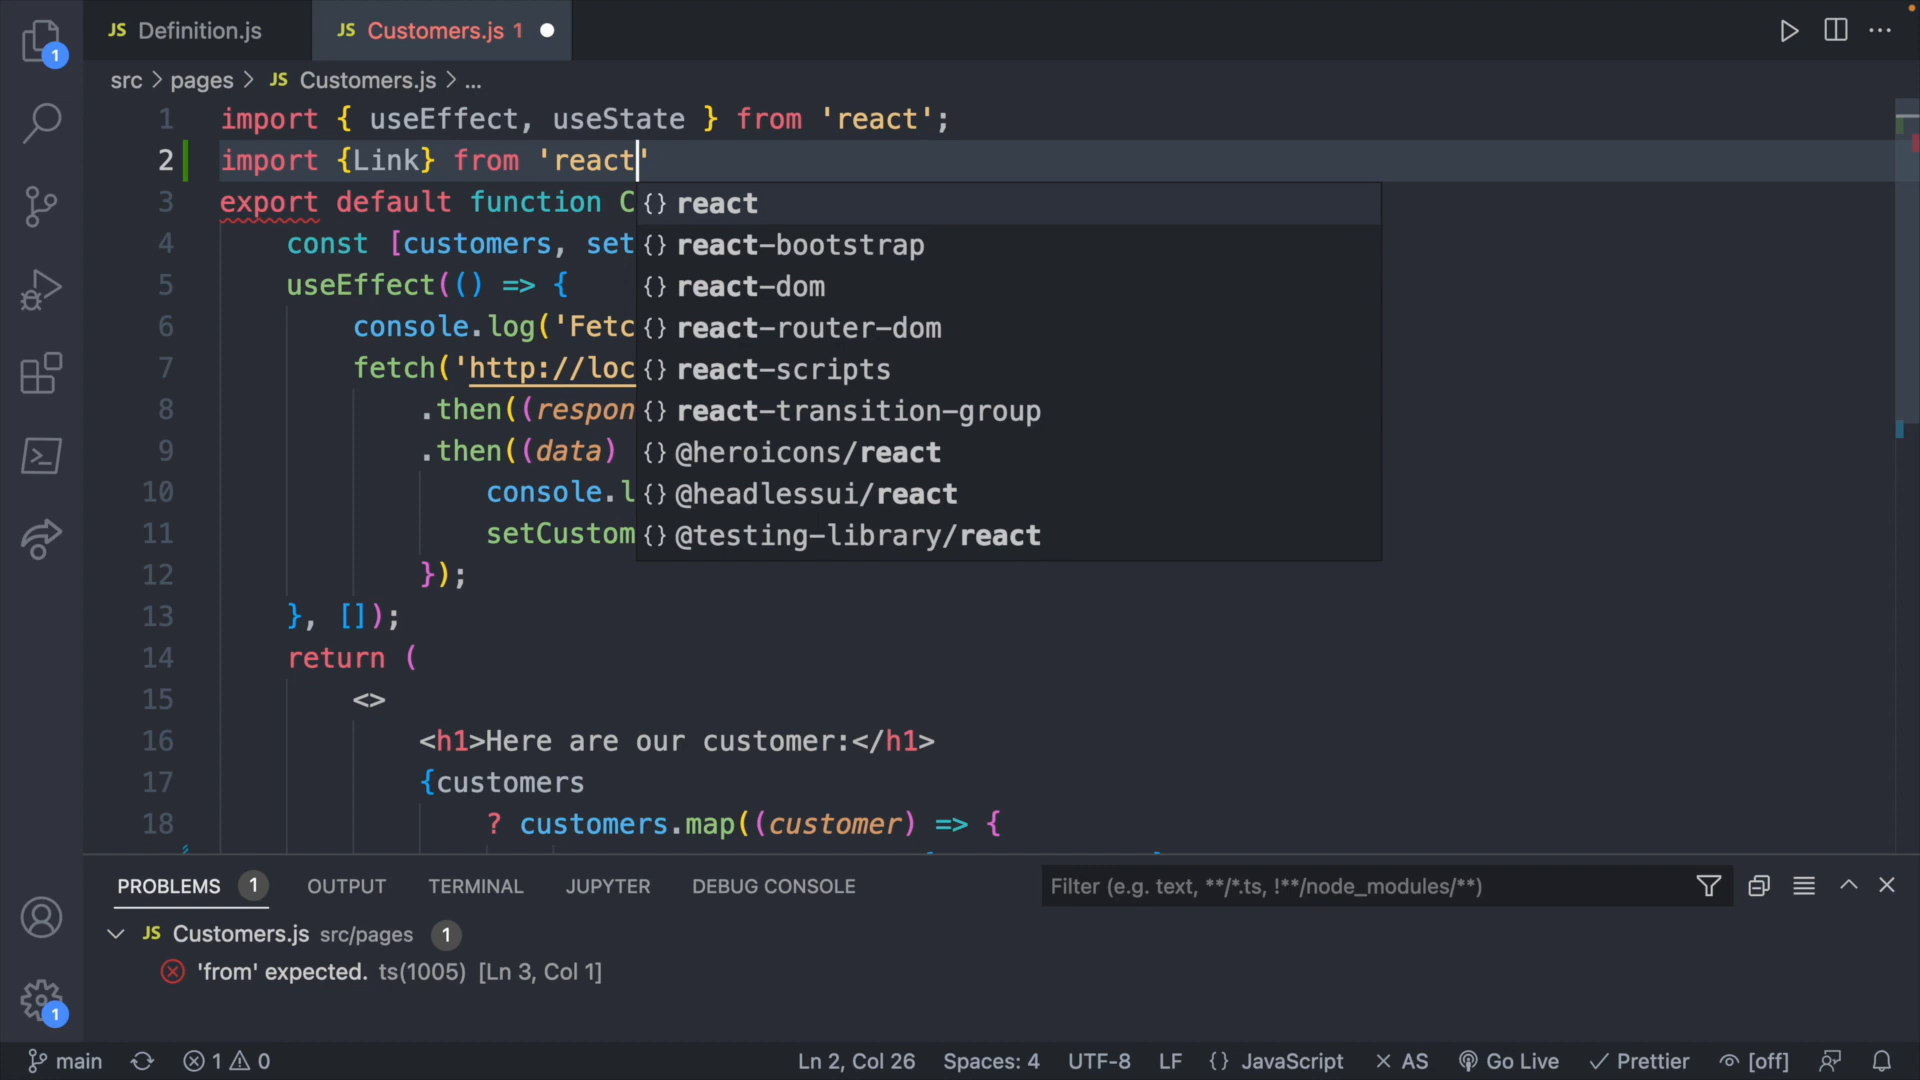 1
JS Definition.js
JS Customers.js 1
src > pages > JS Customers.js > ...
1 import { useEffect, useState } from 'react';
2 import {Link} from 'react'
3 export default function C
4 const [customers, set
5 useEffect(() => {
6 console.log('Fetc
7 fetch('http://loc
8 .then((respon
9 .then((data)
10 console.l
11 setCustom
12 });
13 }, []);
14 return (
15 <>
16 <h1>Here are our customer:</h1>
17 {customers
18 ? customers.map((customer) => {
{} react
{} react-bootstrap
{} react-dom
{} react-router-dom
{} react-scripts
{} react-transition-group
{} @heroicons/react
{} @headlessui/react
{} @testing-library/react
PROBLEMS 1 OUTPUT TERMINAL JUPYTER DEBUG CONSOLE Filter (e.g. text, **/*.ts, !**/node_modules/**)
JS Customers.js src/pages 1
'from' expected. ts(1005) [Ln 3, Col 1]
1
main 1 0 Ln 2, Col 26 Spaces: 4 UTF-8 LF {} JavaScript AS Go Live Prettier [off]